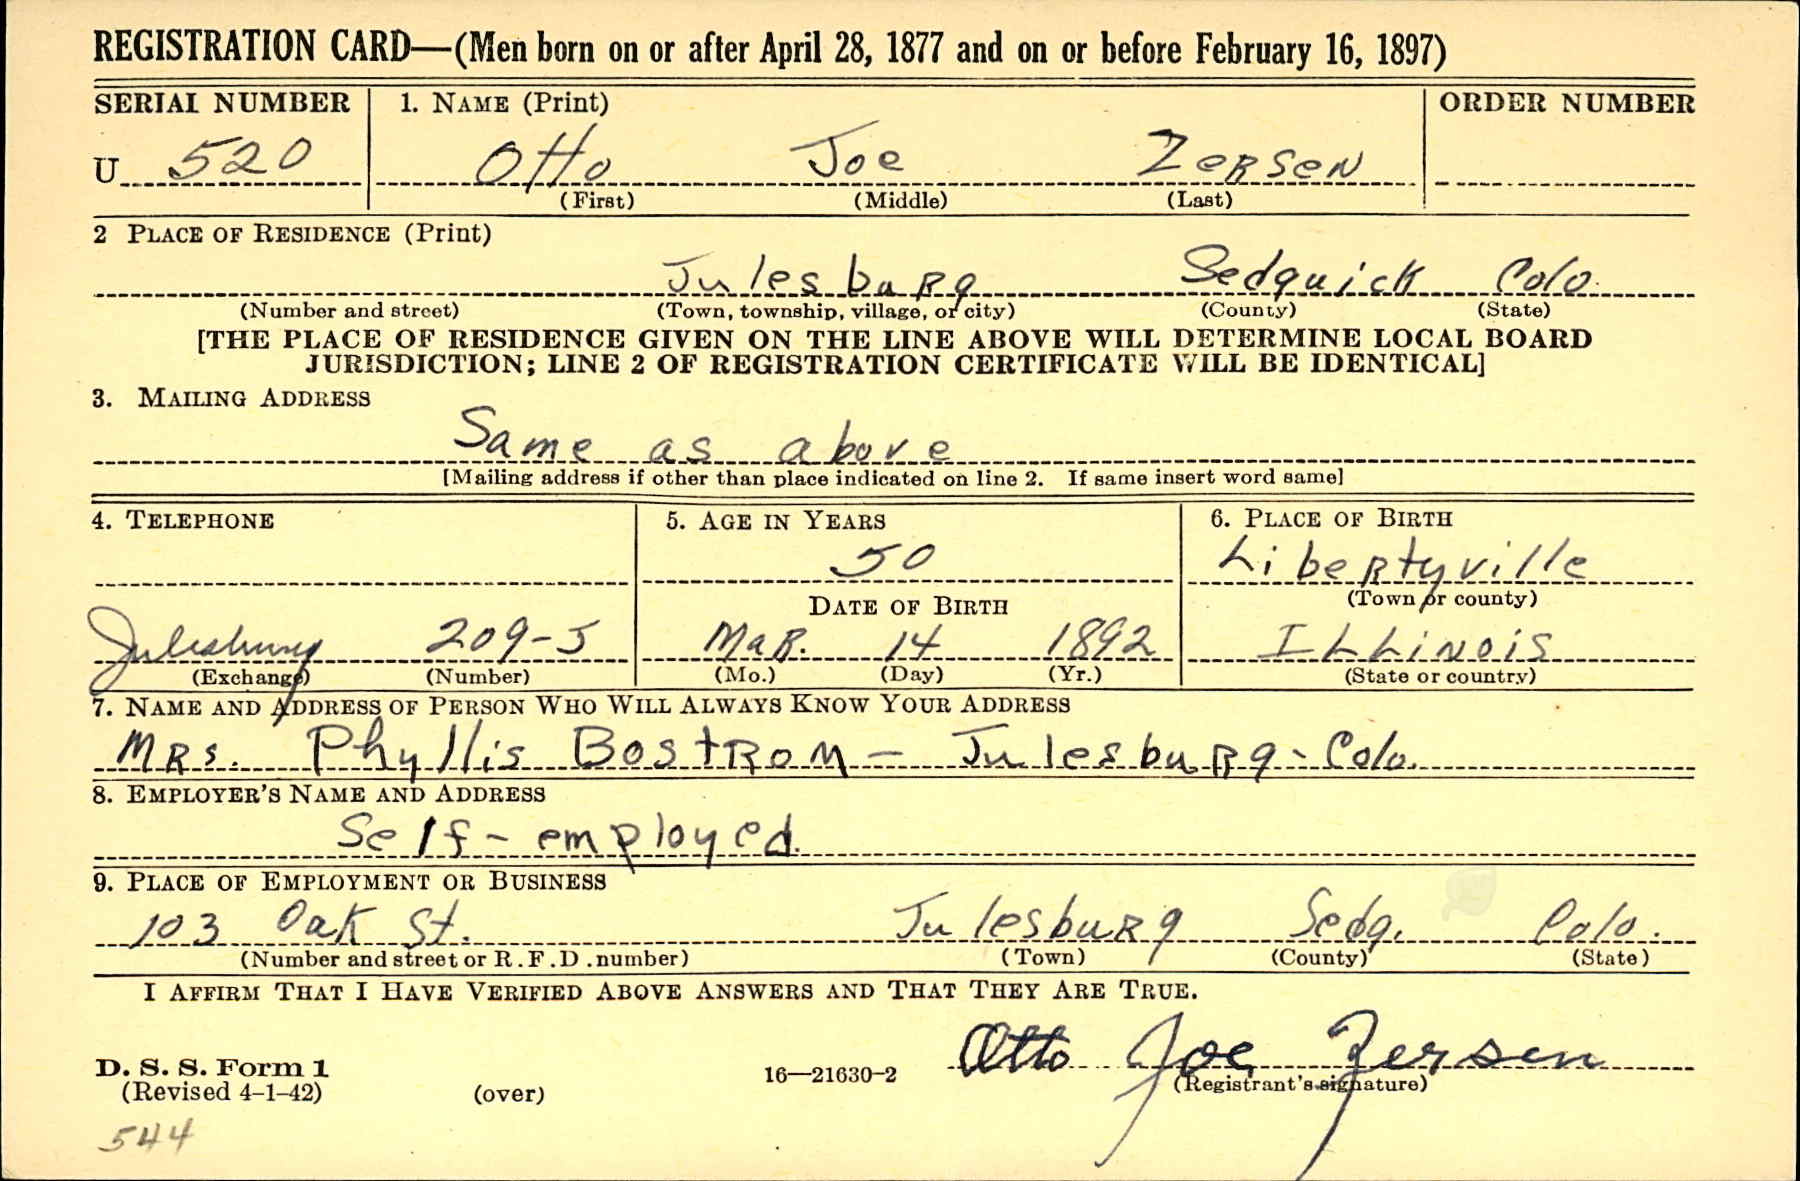 REGISTRATION CARD—(Men born on or after April 28, 1877 and on or before February 16, 1897)
SERIAL NUMBER 1. NAME (Print) ORDER NUMBER
U 520 Otto Joe Zersen
(First) (Middle) (Last)
2 PLACE OF RESIDENCE (Print)
Julesburg Sedquick Colo.
(Number and street) (Town, township, village, or city) (County) (State)
[THE PLACE OF RESIDENCE GIVEN ON THE LINE ABOVE WILL DETERMINE LOCAL BOARD
JURISDICTION; LINE 2 OF REGISTRATION CERTIFICATE WILL BE IDENTICAL]
3. MAILING ADDRESS
Same as above
[Mailing address if other than place indicated on line 2. If same insert word same]
4. TELEPHONE 5. AGE IN YEARS 6. PLACE OF BIRTH
50 Libertyville
DATE OF BIRTH (Town or county)
Julesburg 209-J Mar. 14 1892 ILLiNois
(Exchange) (Number) (Mo.) (Day) (Yr.) (State or country)
7. NAME AND ADDRESS OF PERSON WHO WILL ALWAYS KNOW YOUR ADDRESS
Mrs. Phyllis Bostrom - Julesburg - Colo.
8. EMPLOYER'S NAME AND ADDRESS
Self-employed.
9. PLACE OF EMPLOYMENT OR BUSINESS
103 Oak St. Julesburg Sedg. Colo.
(Number and street or R.F.D. number) (Town) (County) (State)
I AFFIRM THAT I HAVE VERIFIED ABOVE ANSWERS AND THAT THEY ARE TRUE.
Otto Joe Zersen
D. S. S. Form 1 16—21630-2 (Registrant's signature)
(Revised 4-1-42) (over)
544